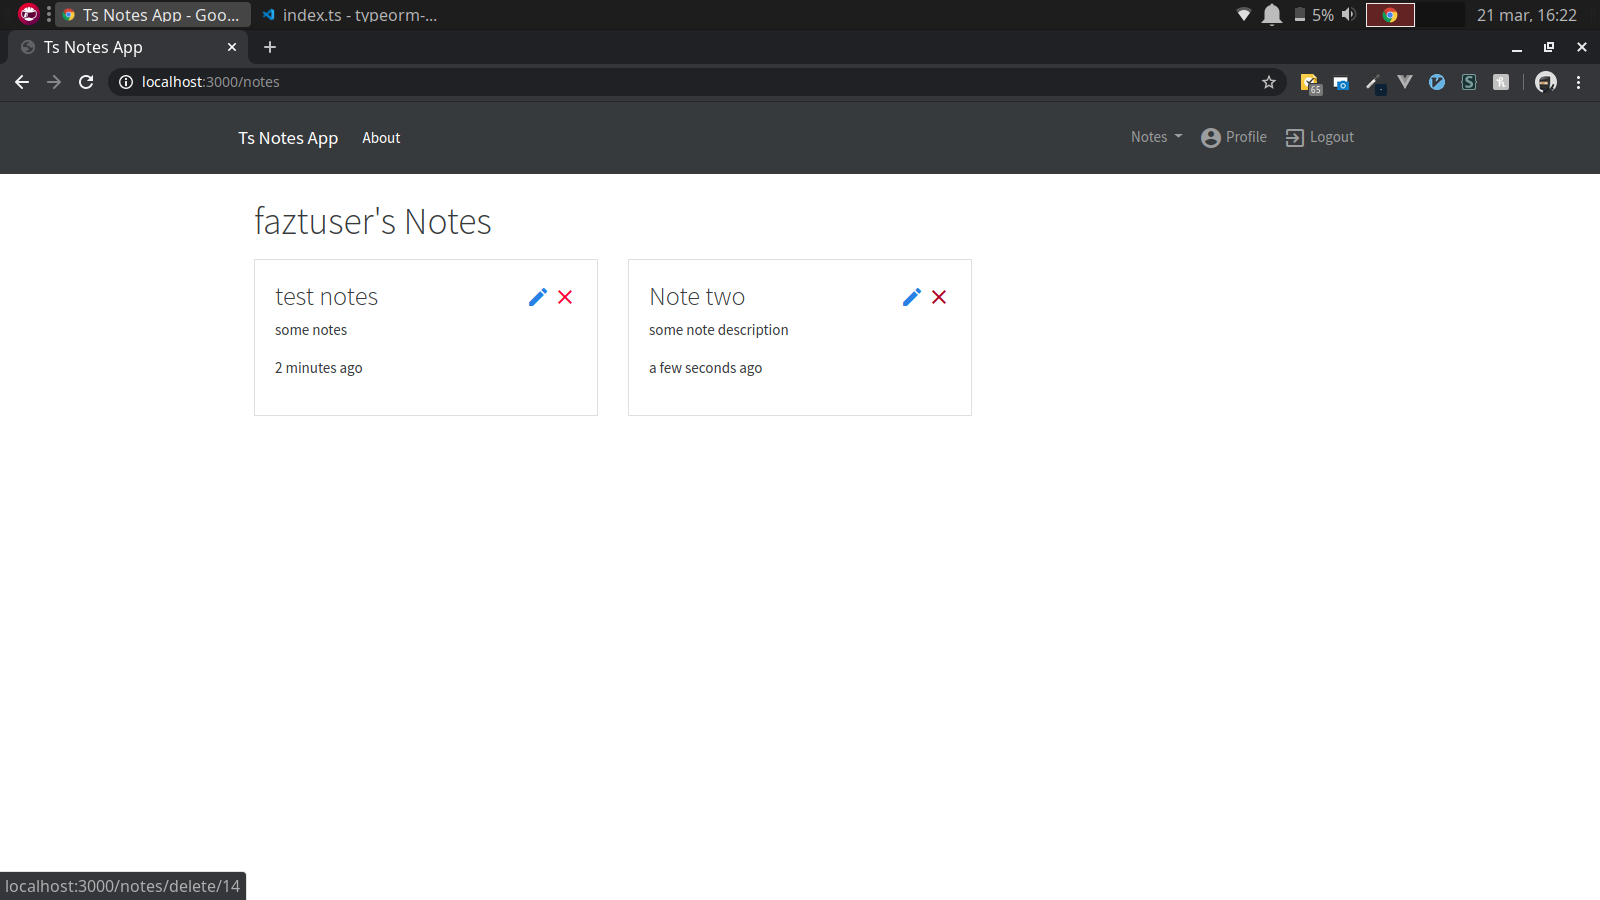 Ts Notes App - Goo...
index.ts - typeorm-...
5%
21 mar, 16:22
Ts Notes App
localhost:3000/notes
65
Ts Notes App
About
Notes
Profile
Logout
faztuser's Notes
test notes
some notes
2 minutes ago
Note two
some note description
a few seconds ago
localhost:3000/notes/delete/14